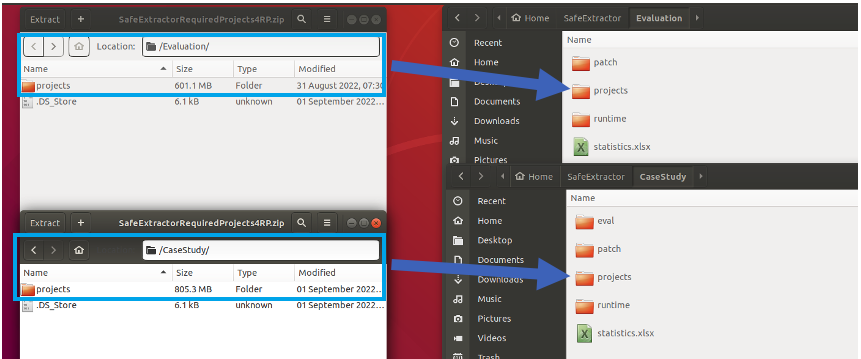 Extract + SafeExtractorRequiredProjects4RP.zip
Location: /Evaluation/
Name Size Type Modified
projects 601.1 MB Folder 31 August 2022, 07:30
.DS_Store 6.1 kB unknown 01 September 2022...
Extract + SafeExtractorRequiredProjects4RP.zip
/CaseStudy/
Name Size Type Modified
projects 805.3 MB Folder 01 September 2022...
.DS_Store 6.1 kB unknown 01 September 2022...
Home SafeExtractor Evaluation
Recent
Home
Documents
Downloads
Music
Pictures
Name
patch
projects
runtime
statistics.xlsx
Home SafeExtractor CaseStudy
Recent
Home
Desktop
Documents
Downloads
Music
Pictures
Videos
Trash
Name
eval
patch
projects
runtime
statistics.xlsx